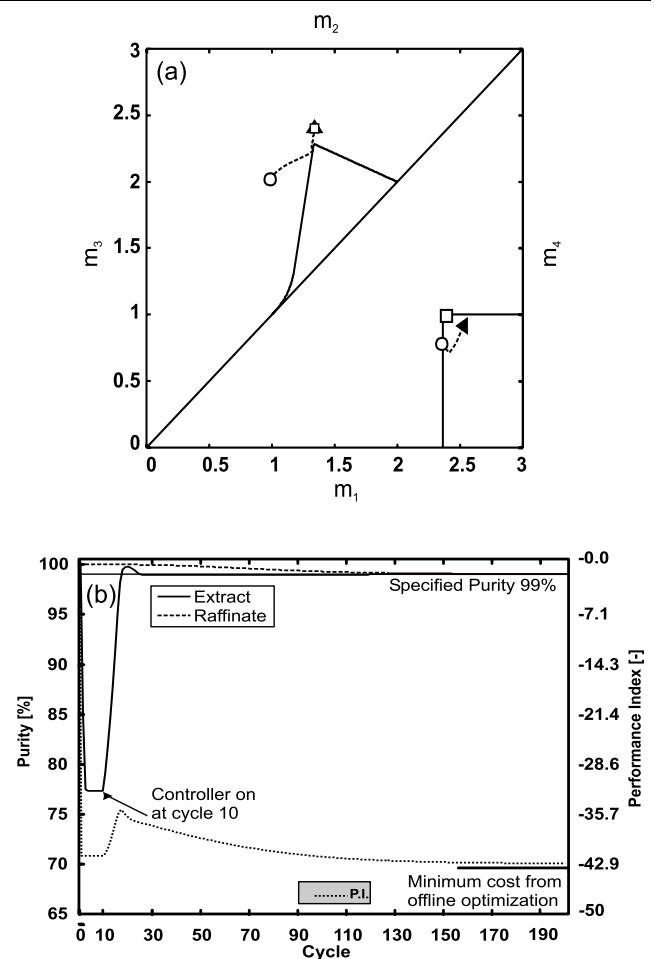 m2
(a)
3
2.5
2
1.5
1
0.5
0
m3
m4
0 0.5 1 1.5 2 2.5 3
m1
100
95
90
85
80
75
70
65
Purity [%]
(b)
Extract
Raffinate
Specified Purity 99%
Controller on
at cycle 10
P.I.
Minimum cost from
offline optimization
-0.0
-7.1
-14.3
-21.4
-28.6
-35.7
-42.9
-50
Performance Index [-]
0 10 30 50 70 90 110 130 150 170 190
Cycle